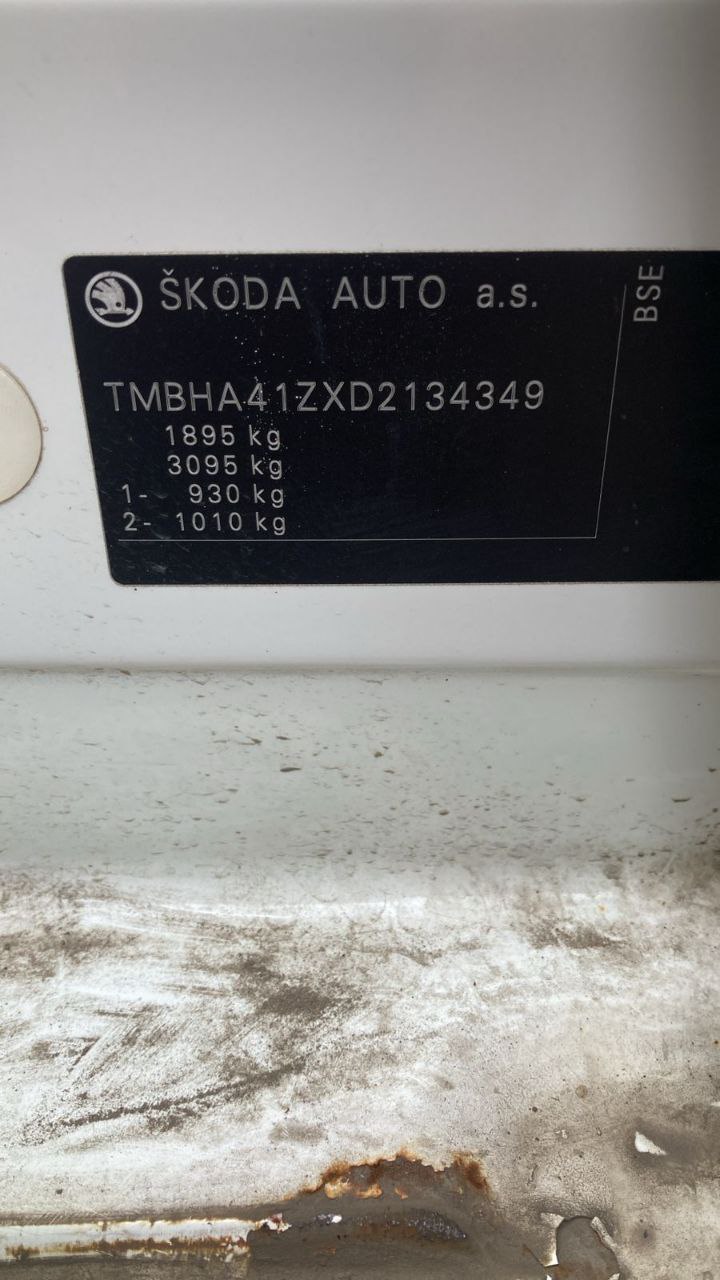 ŠKODA AUTO a.s.
BSE
TMBHA41ZXD2134349
1895 kg
3095 kg
1- 930 kg
2- 1010 kg